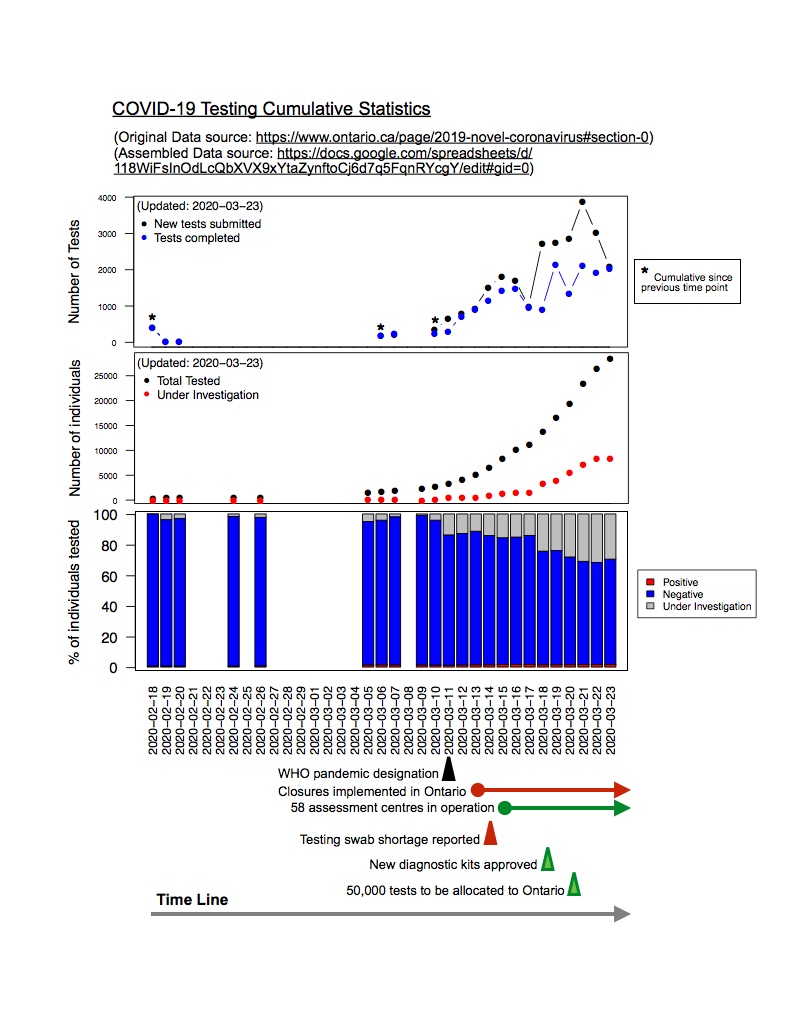 COVID-19 Testing Cumulative Statistics
(Original Data source: https://www.ontario.ca/page/2019-novel-coronavirus#section-0)
(Assembled Data source: https://docs.google.com/spreadsheets/d/
118WiFsInOdLcQbXVX9xYtaZynftoCj6d7q5FqnRYcgY/edit#gid=0)
Number of Tests
4000
3000
2000
1000
0
(Updated: 2020−03−23)
New tests submitted
Tests completed
*
*
*
* Cumulative since
previous time point
Number of individuals
25000
20000
15000
10000
5000
0
(Updated: 2020−03−23)
Total Tested
Under Investigation
% of individuals tested
100
80
60
40
20
0
Positive
Negative
Under Investigation
2020−02−18
2020−02−19
2020−02−20
2020−02−21
2020−02−22
2020−02−23
2020−02−24
2020−02−25
2020−02−26
2020−02−27
2020−02−28
2020−02−29
2020−03−01
2020−03−02
2020−03−03
2020−03−04
2020−03−05
2020−03−06
2020−03−07
2020−03−08
2020−03−09
2020−03−10
2020−03−11
2020−03−12
2020−03−13
2020−03−14
2020−03−15
2020−03−16
2020−03−17
2020−03−18
2020−03−19
2020−03−20
2020−03−21
2020−03−22
2020−03−23
WHO pandemic designation
Closures implemented in Ontario
58 assessment centres in operation
Testing swab shortage reported
New diagnostic kits approved
50,000 tests to be allocated to Ontario
Time Line